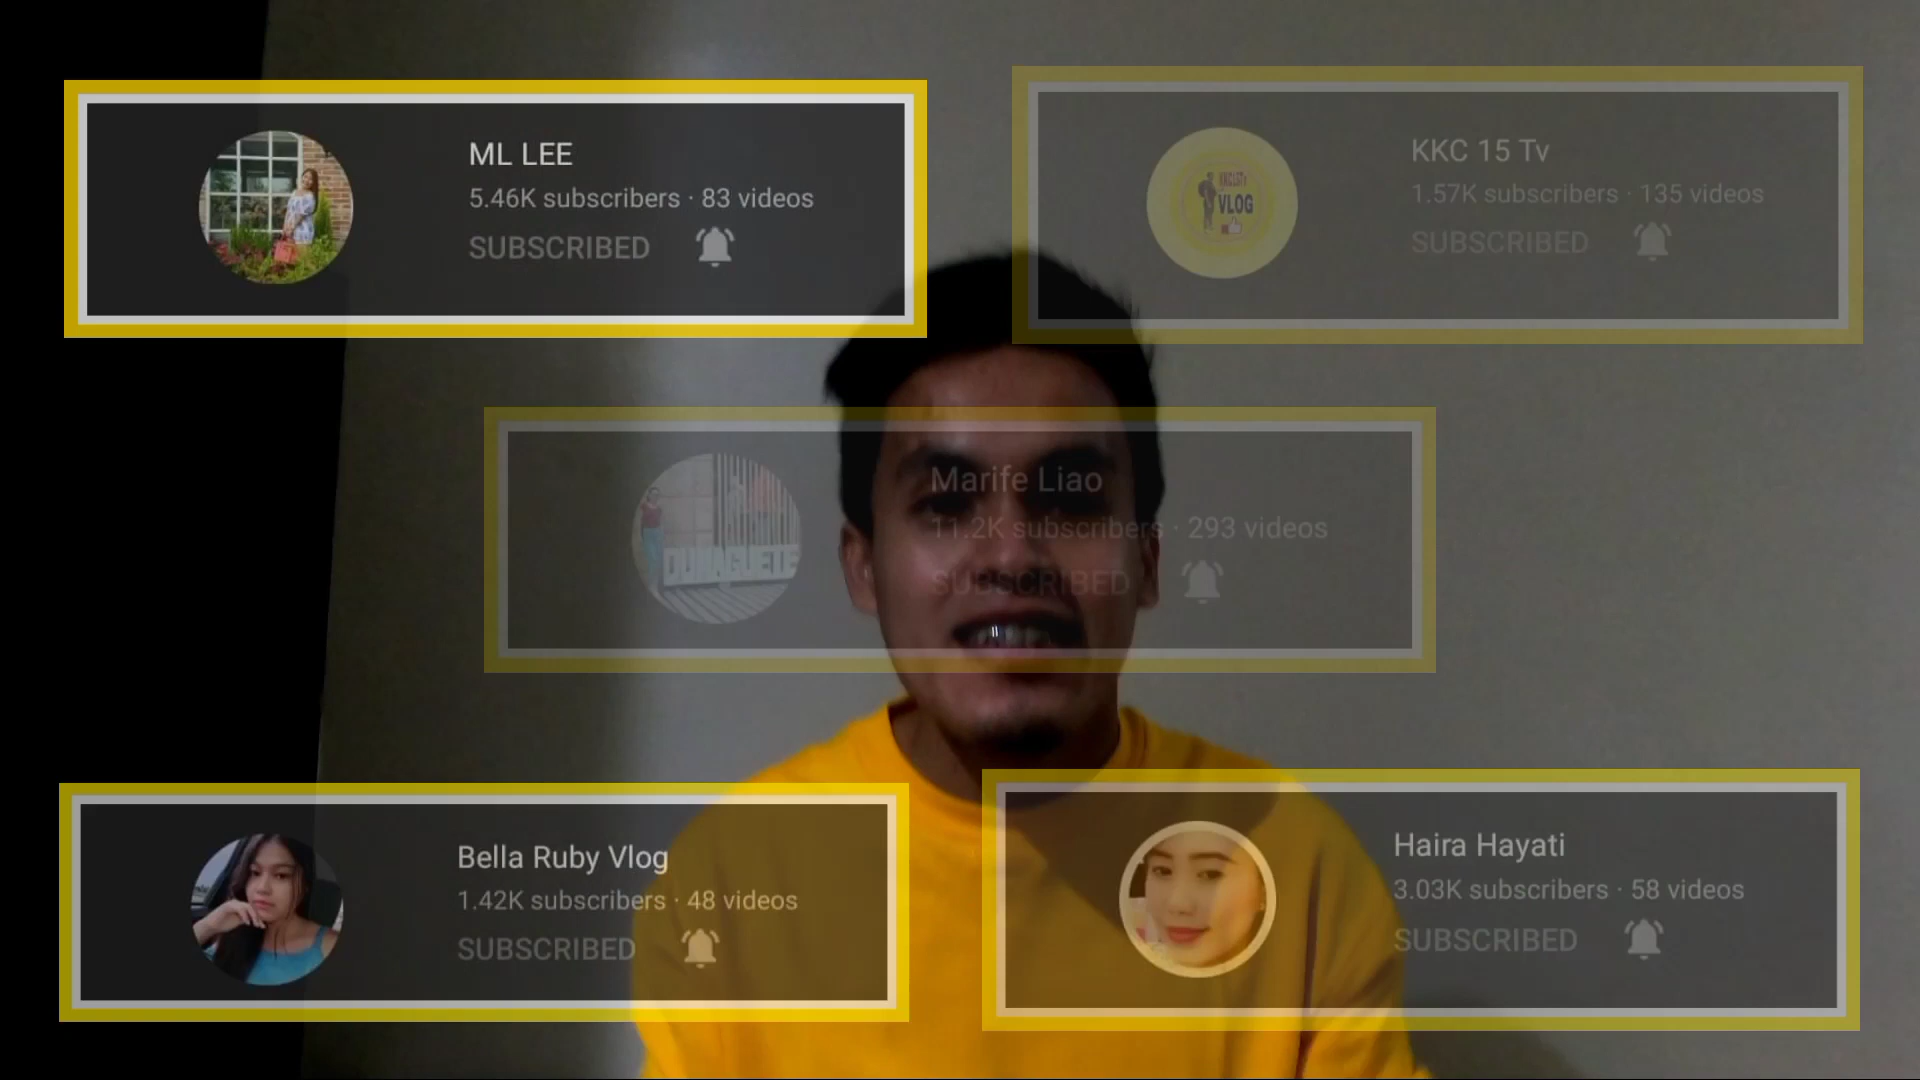 ML LEE
5.46K subscribers · 83 videos
SUBSCRIBED
KKC 15 Tv
1.57K subscribers · 135 videos
SUBSCRIBED
VLOG
Marife Liao
11.2K subscribers · 293 videos
SUBSCRIBED
DUMAGUETE
Bella Ruby Vlog
1.42K subscribers · 48 videos
SUBSCRIBED
Haira Hayati
3.03K subscribers · 58 videos
SUBSCRIBED